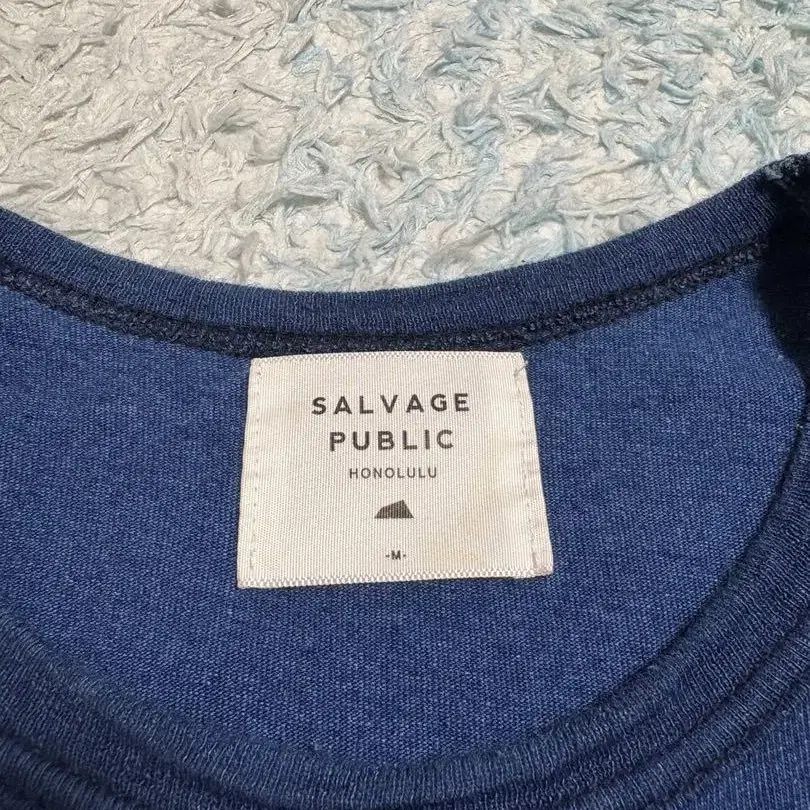 SALVAGE
PUBLIC
HONOLULU
-M-